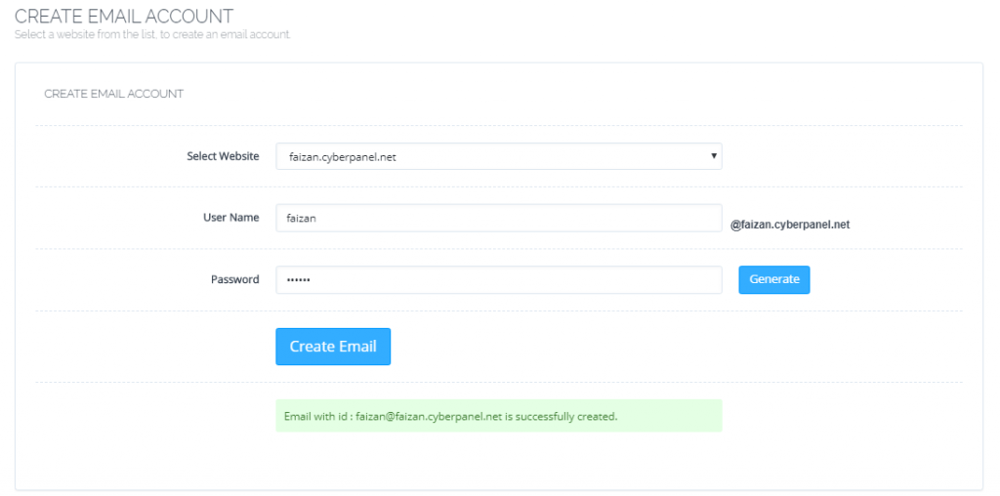 CREATE EMAIL ACCOUNT
Select a website from the list, to create an email account.
CREATE EMAIL ACCOUNT
Select Website faizan.cyberpanel.net
User Name faizan @faizan.cyberpanel.net
Password •••••• Generate
Create Email
Email with id : faizan@faizan.cyberpanel.net is successfully created.